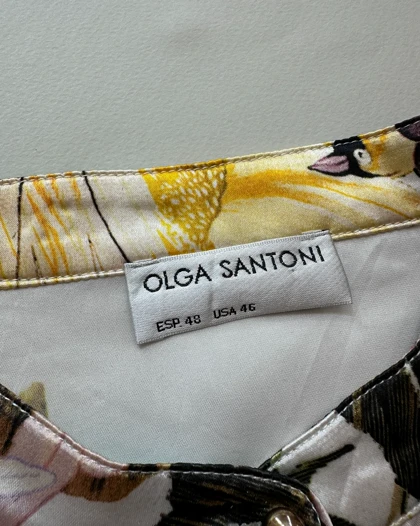 OLGA SANTONI
ESP. 48 USA 46